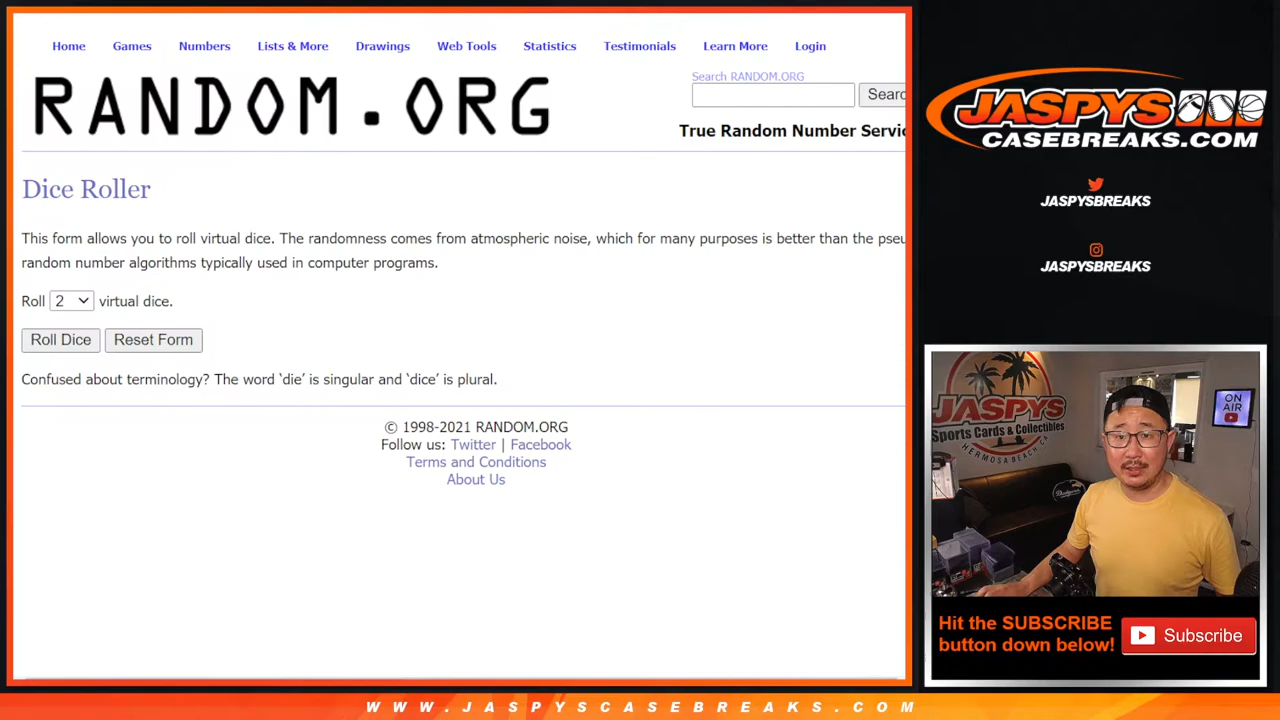 Home Games Numbers Lists & More Drawings Web Tools Statistics Testimonials Learn More Login
RANDOM.ORG
Search RANDOM.ORG
Searc
True Random Number Servic
Dice Roller
This form allows you to roll virtual dice. The randomness comes from atmospheric noise, which for many purposes is better than the pseu
random number algorithms typically used in computer programs.
Roll 2 virtual dice.
Roll Dice Reset Form
Confused about terminology? The word ‘die’ is singular and ‘dice’ is plural.
© 1998-2021 RANDOM.ORG
Follow us: Twitter | Facebook
Terms and Conditions
About Us
JASPYS
CASEBREAKS.COM
JASPYSBREAKS
JASPYSBREAKS
JASPYS
Sports Cards & Collectibles
HERMOSA BEACH, CA
ON
AIR
Dodgers
Hit the SUBSCRIBE
button down below!
Subscribe
WWW.JASPYSCASEBREAKS.COM